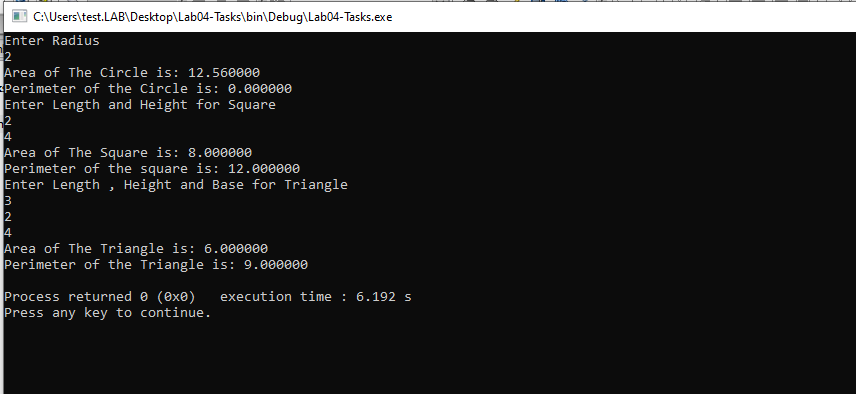 C:\Users\test.LAB\Desktop\Lab04-Tasks\bin\Debug\Lab04-Tasks.exe
Enter Radius
2
Area of The Circle is: 12.560000
Perimeter of the Circle is: 0.000000
Enter Length and Height for Square
2
4
Area of The Square is: 8.000000
Perimeter of the square is: 12.000000
Enter Length , Height and Base for Triangle
3
2
4
Area of The Triangle is: 6.000000
Perimeter of the Triangle is: 9.000000
Process returned 0 (0x0)   execution time : 6.192 s
Press any key to continue.